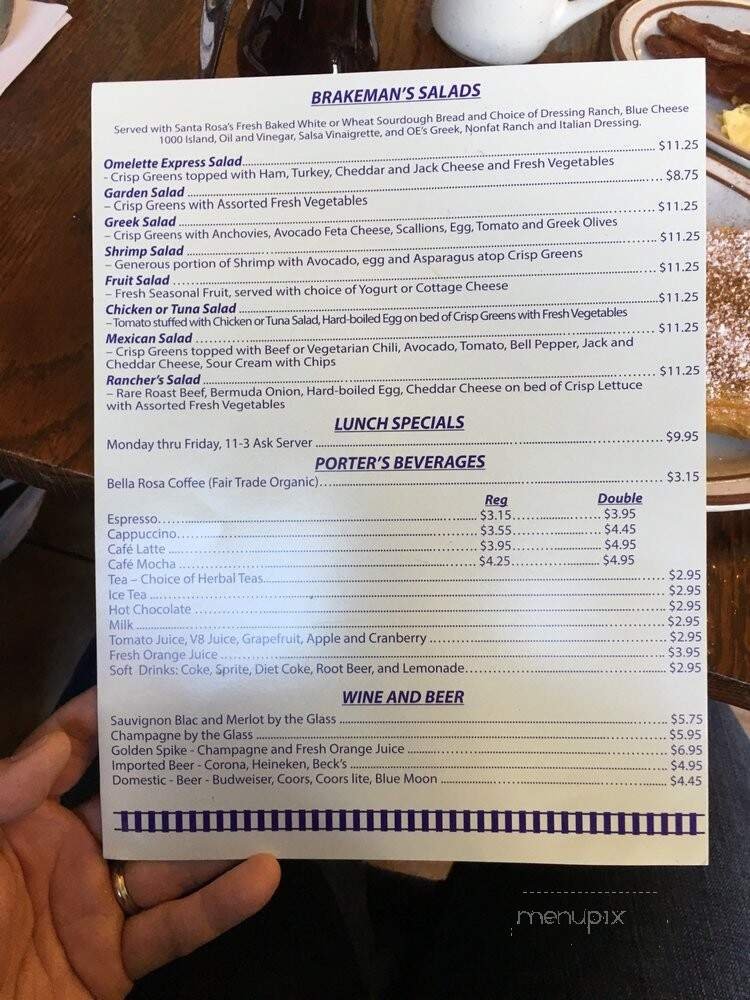 BRAKEMAN'S SALADS
Served with Santa Rosa's Fresh Baked White or Wheat Sourdough Bread and Choice of Dressing Ranch, Blue Cheese
1000 Island, Oil and Vinegar, Salsa Vinaigrette, and OE's Greek, Nonfat Ranch and Italian Dressing.
Omelette Express Salad $11.25
- Crisp Greens topped with Ham, Turkey, Cheddar and Jack Cheese and Fresh Vegetables
Garden Salad $8.75
– Crisp Greens with Assorted Fresh Vegetables
Greek Salad $11.25
– Crisp Greens with Anchovies, Avocado Feta Cheese, Scallions, Egg, Tomato and Greek Olives
Shrimp Salad $11.25
– Generous portion of Shrimp with Avocado, egg and Asparagus atop Crisp Greens
Fruit Salad $11.25
– Fresh Seasonal Fruit, served with choice of Yogurt or Cottage Cheese
Chicken or Tuna Salad $11.25
– Tomato stuffed with Chicken or Tuna Salad, Hard-boiled Egg on bed of Crisp Greens with Fresh Vegetables
Mexican Salad $11.25
– Crisp Greens topped with Beef or Vegetarian Chili, Avocado, Tomato, Bell Pepper, Jack and
Cheddar Cheese, Sour Cream with Chips
Rancher's Salad $11.25
– Rare Roast Beef, Bermuda Onion, Hard-boiled Egg, Cheddar Cheese on bed of Crisp Lettuce
with Assorted Fresh Vegetables
LUNCH SPECIALS
Monday thru Friday, 11-3 Ask Server $9.95
PORTER'S BEVERAGES
Bella Rosa Coffee (Fair Trade Organic) $3.15
Reg Double
Espresso $3.15 $3.95
Cappuccino $3.55 $4.45
Café Latte $3.95 $4.95
Café Mocha $4.25 $4.95
Tea – Choice of Herbal Teas $2.95
Ice Tea $2.95
Hot Chocolate $2.95
Milk $2.95
Tomato Juice, V8 Juice, Grapefruit, Apple and Cranberry $2.95
Fresh Orange Juice $3.95
Soft Drinks: Coke, Sprite, Diet Coke, Root Beer, and Lemonade $2.95
WINE AND BEER
Sauvignon Blac and Merlot by the Glass $5.75
Champagne by the Glass $5.95
Golden Spike - Champagne and Fresh Orange Juice $6.95
Imported Beer - Corona, Heineken, Beck's $4.95
Domestic - Beer - Budweiser, Coors, Coors lite, Blue Moon $4.45
menupix